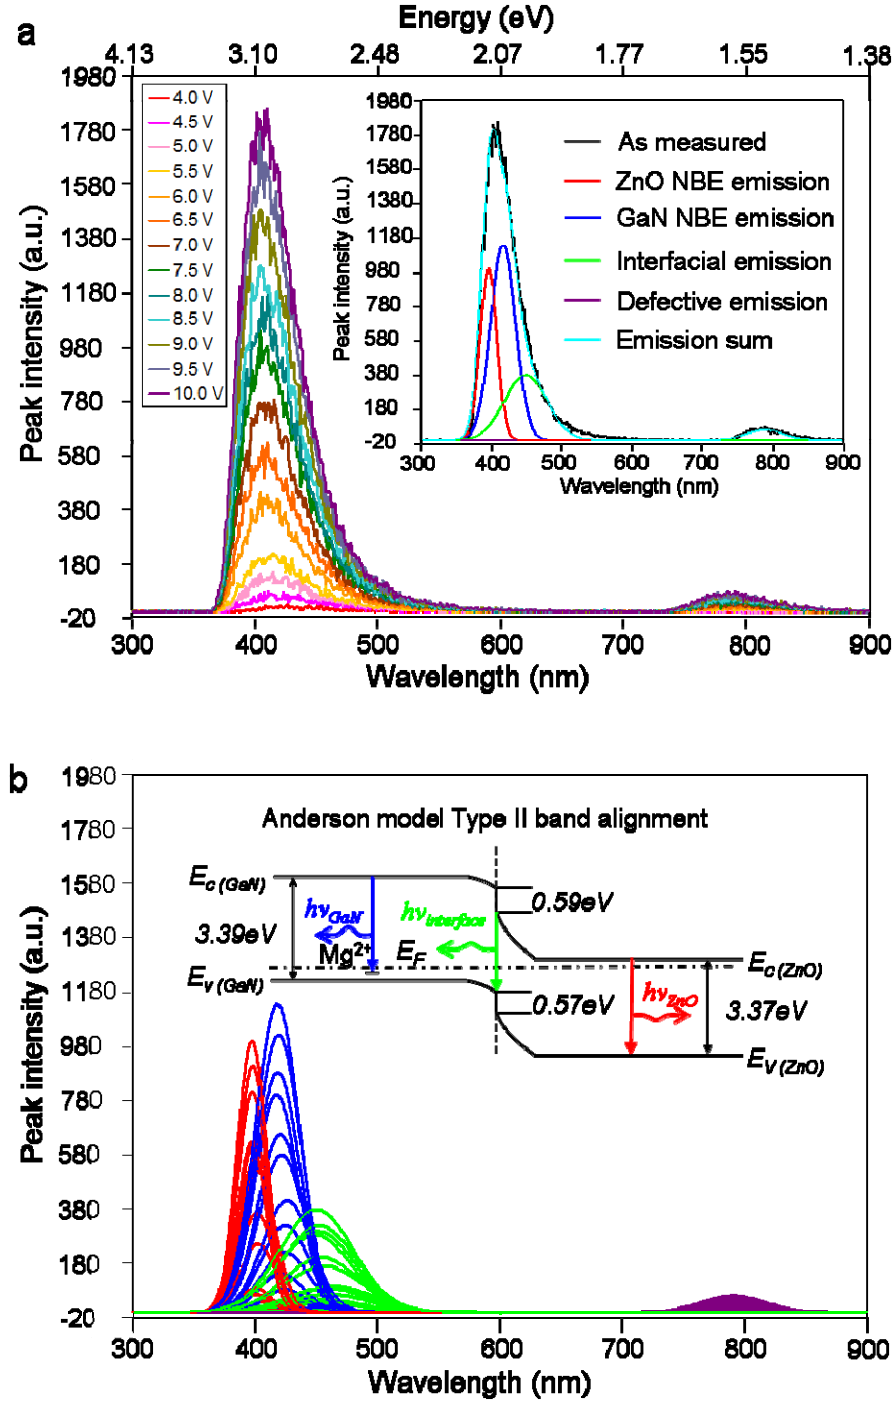 a
Energy (eV)
4.13 3.10 2.48 2.07 1.77 1.55 1.38
1980
1780
1580
1380
1180
980
780
580
380
180
-20
Peak intensity (a.u.)
4.0 V
4.5 V
5.0 V
5.5 V
6.0 V
6.5 V
7.0 V
7.5 V
8.0 V
8.5 V
9.0 V
9.5 V
10.0 V
1980
1780
1580
1380
1180
980
780
580
380
180
-20
Peak intensity (a.u.)
As measured
ZnO NBE emission
GaN NBE emission
Interfacial emission
Defective emission
Emission sum
300 400 500 600 700 800 900
Wavelength (nm)
300 400 500 600 700 800 900
Wavelength (nm)
b
1980
1780
1580
1380
1180
980
780
580
380
180
-20
Peak intensity (a.u.)
Anderson model Type II band alignment
Ec (GaN)
0.59eV
hνGaN
hνinterface
3.39eV
Mg2+
EF
Ec (ZnO)
Ev (GaN)
0.57eV
hνZnO
3.37eV
EV (ZnO)
300 400 500 600 700 800 900
Wavelength (nm)